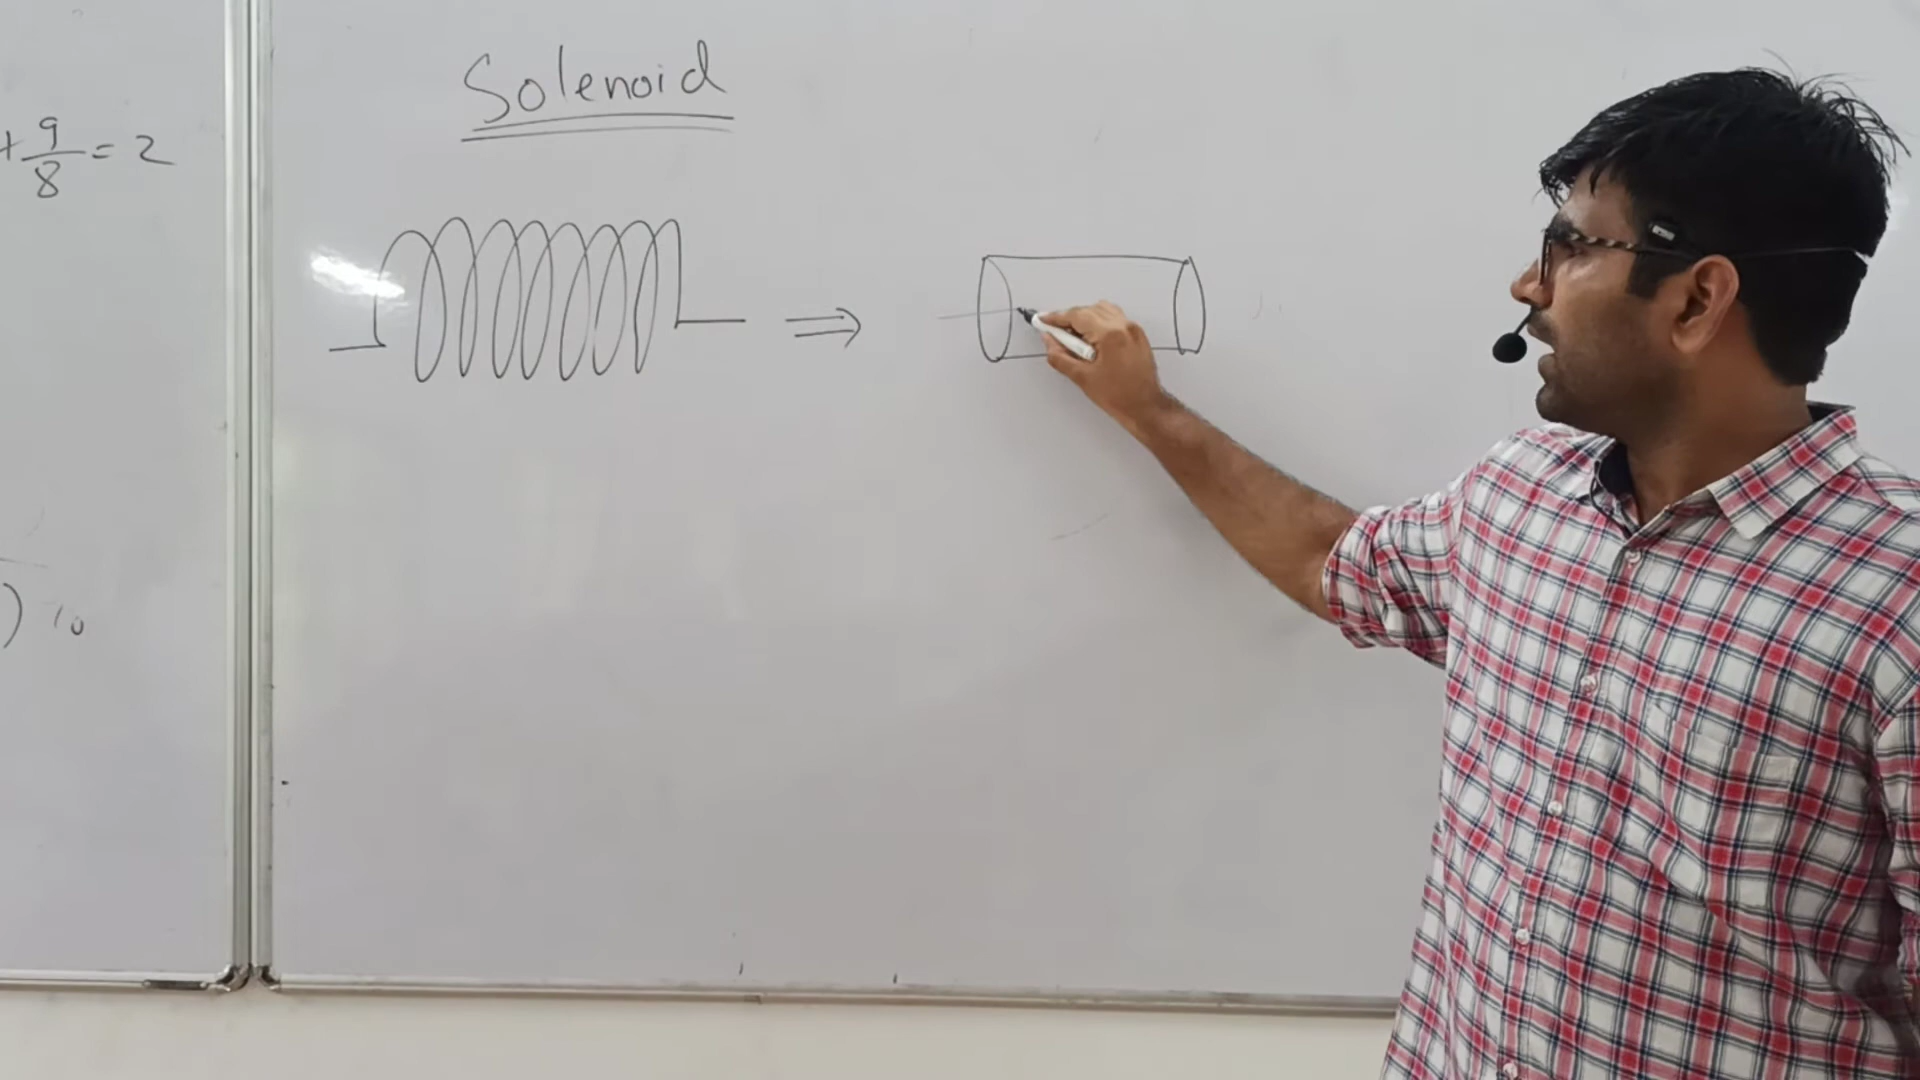 + 9/8 = 2
) 10
Solenoid
⇒